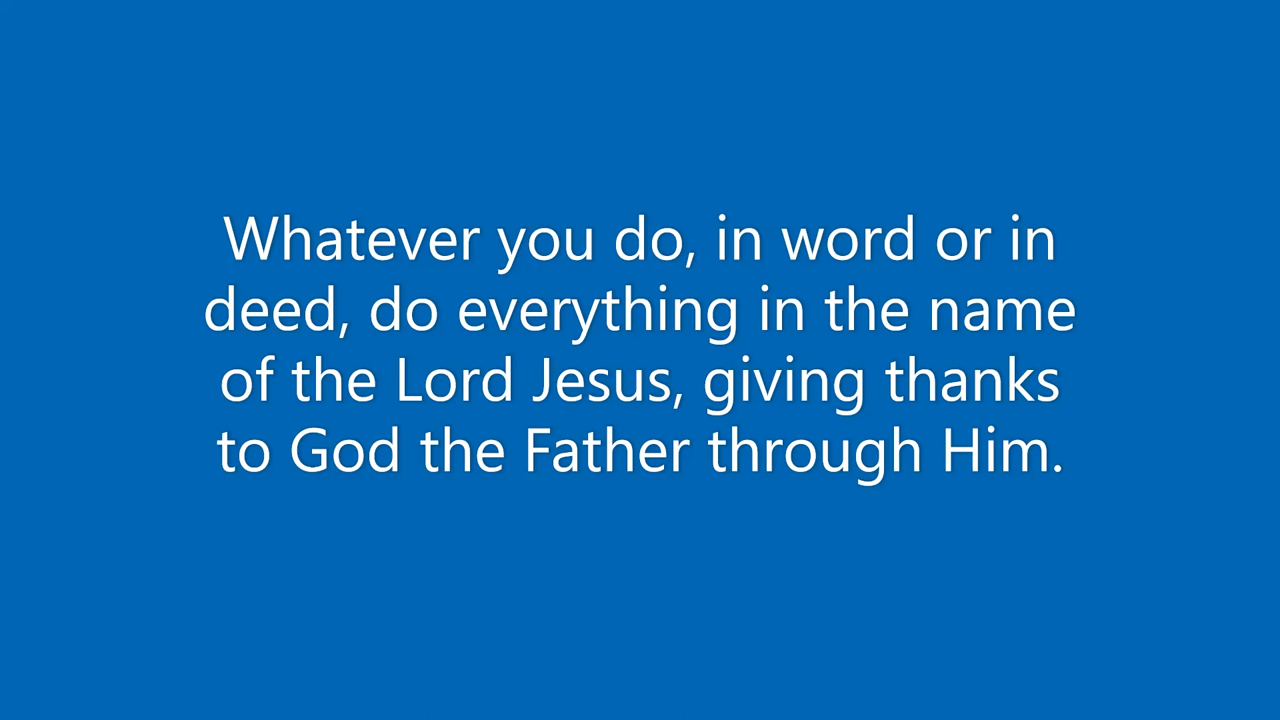 Whatever you do, in word or in
deed, do everything in the name
of the Lord Jesus, giving thanks
to God the Father through Him.